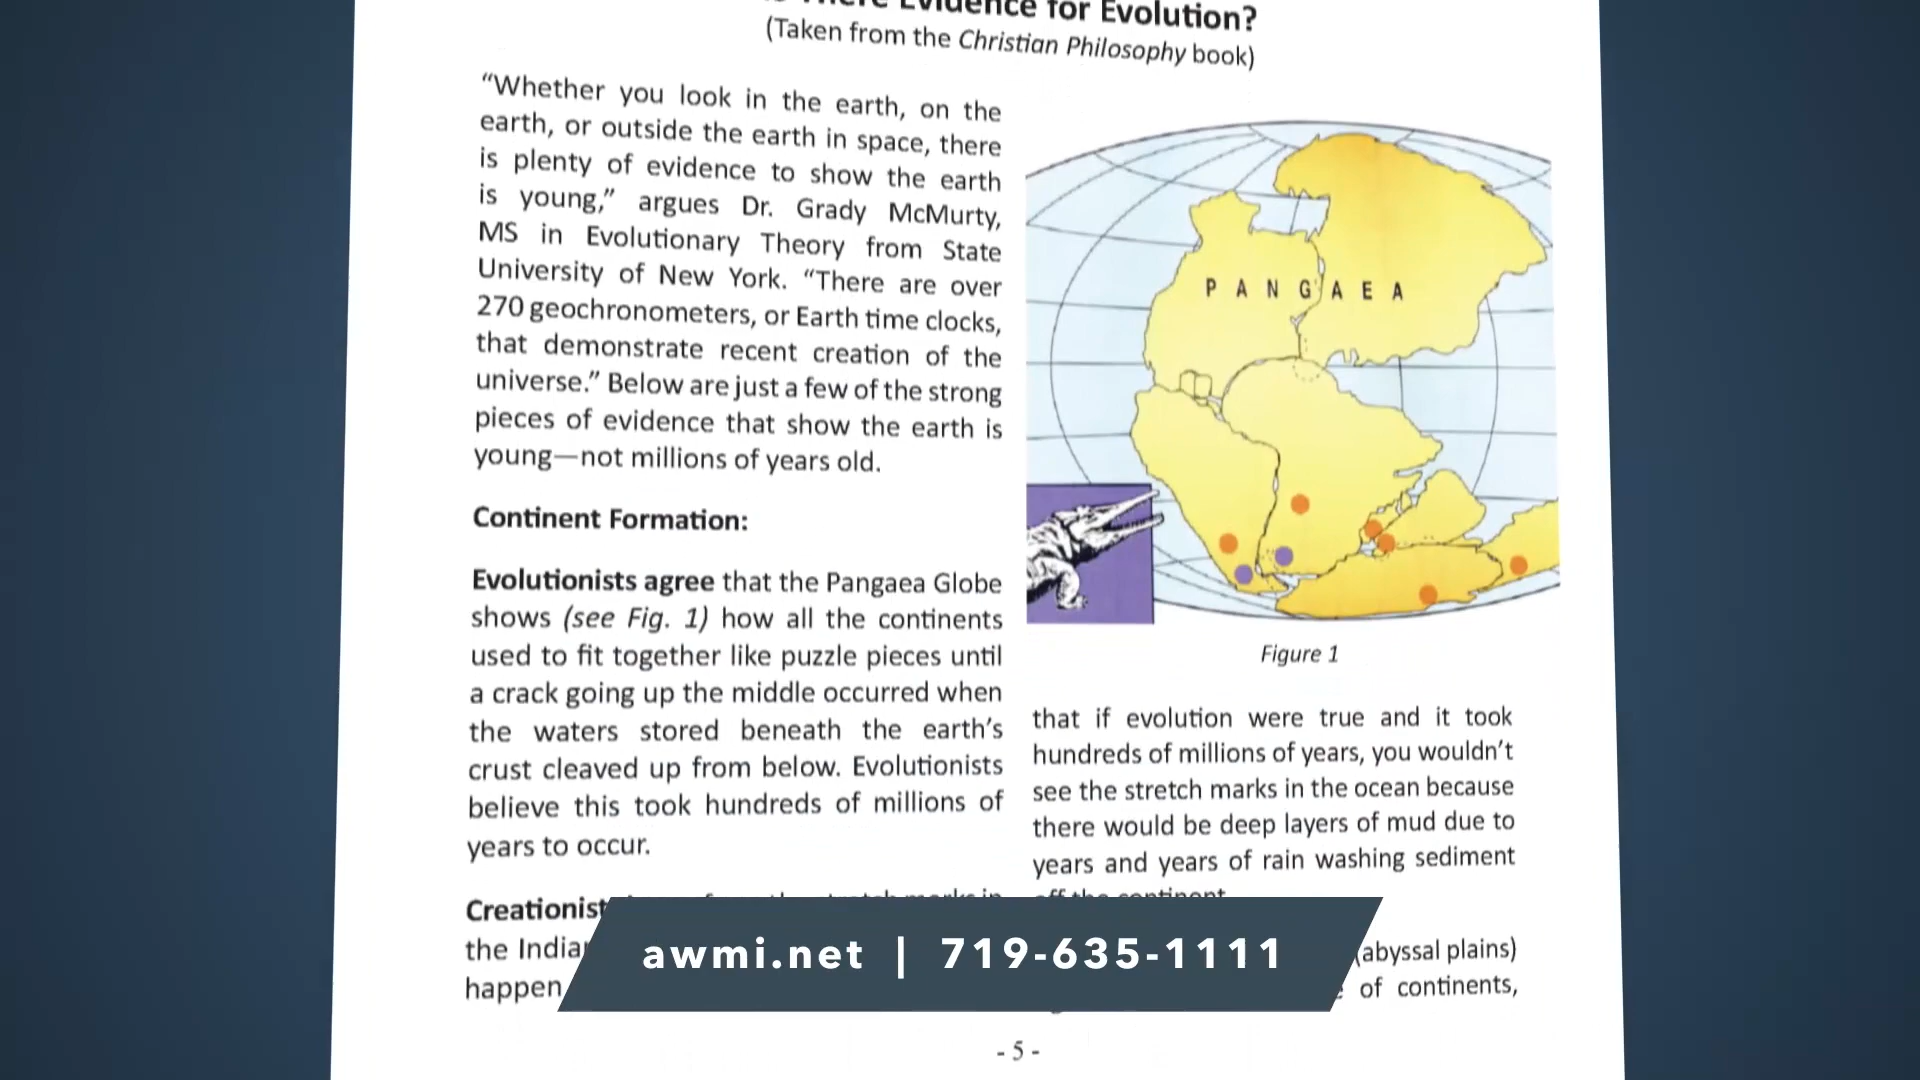 There Evidence for Evolution?
(Taken from the Christian Philosophy book)
“Whether you look in the earth, on the
earth, or outside the earth in space, there
is plenty of evidence to show the earth
is young,” argues Dr. Grady McMurty,
MS in Evolutionary Theory from State
University of New York. “There are over
270 geochronometers, or Earth time clocks,
that demonstrate recent creation of the
universe.” Below are just a few of the strong
pieces of evidence that show the earth is
young—not millions of years old.
Continent Formation:
Evolutionists agree that the Pangaea Globe
shows (see Fig. 1) how all the continents
used to fit together like puzzle pieces until
a crack going up the middle occurred when
the waters stored beneath the earth’s
crust cleaved up from below. Evolutionists
believe this took hundreds of millions of
years to occur.
Creationist
the India
happen
PANGAEA
Figure 1
that if evolution were true and it took
hundreds of millions of years, you wouldn’t
see the stretch marks in the ocean because
there would be deep layers of mud due to
years and years of rain washing sediment
off the continent.
(abyssal plains)
of continents,
awmi.net | 719-635-1111
- 5 -